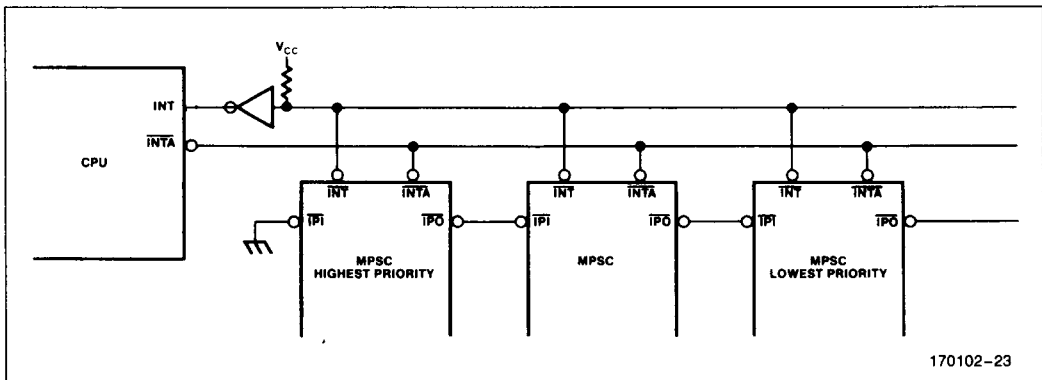 VCC
INT
INTA
CPU
INT INTA INT INTA INT INTA
IPI IPO IPI IPO IPI IPO
MPSC
HIGHEST PRIORITY
MPSC
MPSC
LOWEST PRIORITY
170102-23